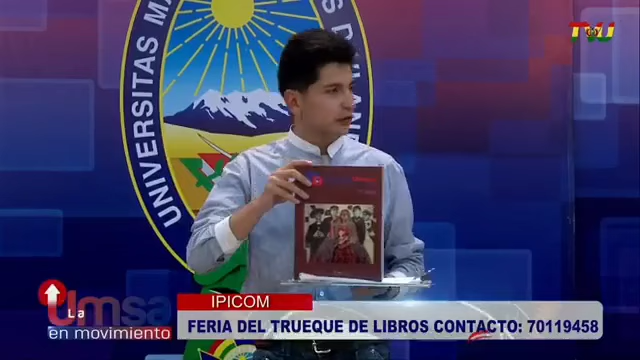 TVU
UNIVERSITAS MA
La
Umsa
en movimiento
IPICOM
FERIA DEL TRUEQUE DE LIBROS CONTACTO: 70119458